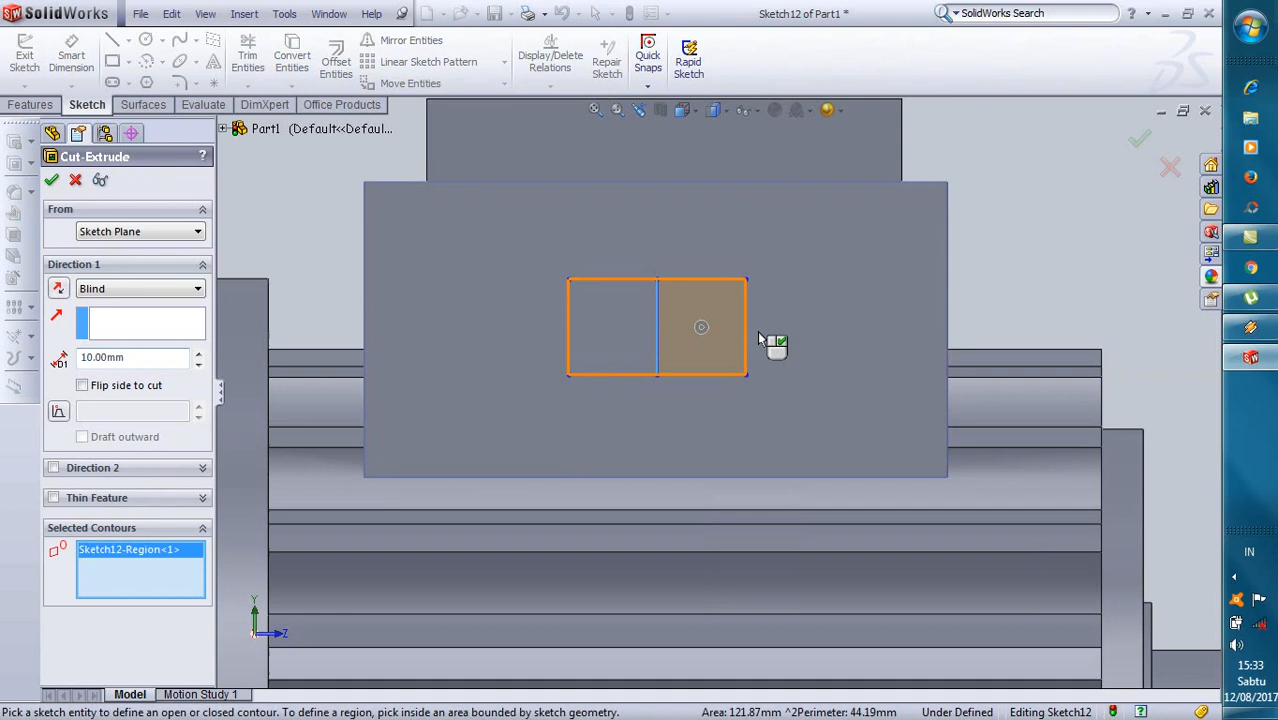 SolidWorks File Edit View Insert Tools Window Help Sketch12 of Part1 * SolidWorks Search
Exit Sketch Smart Dimension Trim Entities Convert Entities Offset Entities Mirror Entities Linear Sketch Pattern Move Entities Display/Delete Relations Repair Sketch Quick Snaps Rapid Sketch
Features Sketch Surfaces Evaluate DimXpert Office Products
Part1 (Default<<Defaul...
Cut-Extrude ?
From
Sketch Plane
Direction 1
Blind
D1 10.00mm
Flip side to cut
Draft outward
Direction 2
Thin Feature
Selected Contours
Sketch12-Region<1>
Y
Z
Model Motion Study 1
Pick a sketch entity to define an open or closed contour. To define a region, pick inside an area bounded by sketch geometry. Area: 121.87mm ^2Perimeter: 44.19mm Under Defined Editing Sketch12
IN
15:33
Sabtu
12/08/2017